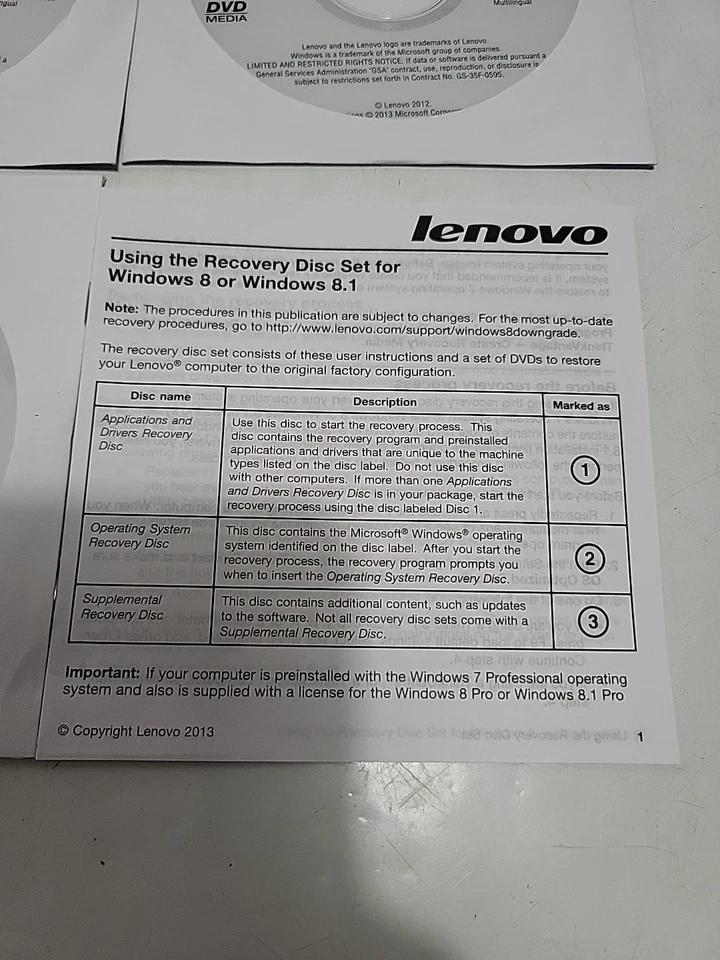 gual
a
DVD
MEDIA
Multilingual
Lenovo and the Lenovo logo are trademarks of Lenovo.
Windows is a trademark of the Microsoft group of companies.
LIMITED AND RESTRICTED RIGHTS NOTICE: If data or software is delivered pursuant a
General Services Administration "GSA" contract, use, reproduction, or disclosure is
subject to restrictions set forth in Contract No. GS-35F-0595.
© Lenovo 2012.
© 2013 Microsoft
lenovo
Using the Recovery Disc Set for
Windows 8 or Windows 8.1
Note: The procedures in this publication are subject to changes. For the most up-to-date
recovery procedures, go to http://www.lenovo.com/support/windows8downgrade.
The recovery disc set consists of these user instructions and a set of DVDs to restore
your Lenovo® computer to the original factory configuration.
Disc name Description Marked as
Applications and
Drivers Recovery
Disc
Use this disc to start the recovery process. This
disc contains the recovery program and preinstalled
applications and drivers that are unique to the machine
types listed on the disc label. Do not use this disc
with other computers. If more than one Applications
and Drivers Recovery Disc is in your package, start the
recovery process using the disc labeled Disc 1.
1
Operating System
Recovery Disc
This disc contains the Microsoft® Windows® operating
system identified on the disc label. After you start the
recovery process, the recovery program prompts you
when to insert the Operating System Recovery Disc.
2
Supplemental
Recovery Disc
This disc contains additional content, such as updates
to the software. Not all recovery disc sets come with a
Supplemental Recovery Disc.
3
Important: If your computer is preinstalled with the Windows 7 Professional operating
system and also is supplied with a license for the Windows 8 Pro or Windows 8.1 Pro
© Copyright Lenovo 2013
1